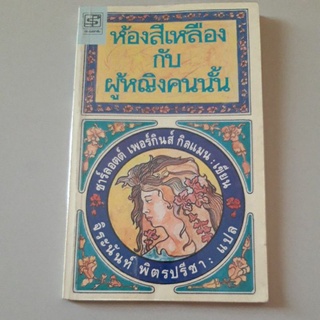 ห้องสีเหลือง
กับ
ผู้หญิงคนนั้น
ชาร์ลอตต์ เพอร์กินส์ กิลแมน : เขียน
จิระนันท์ พิตรปรีชา : แปล